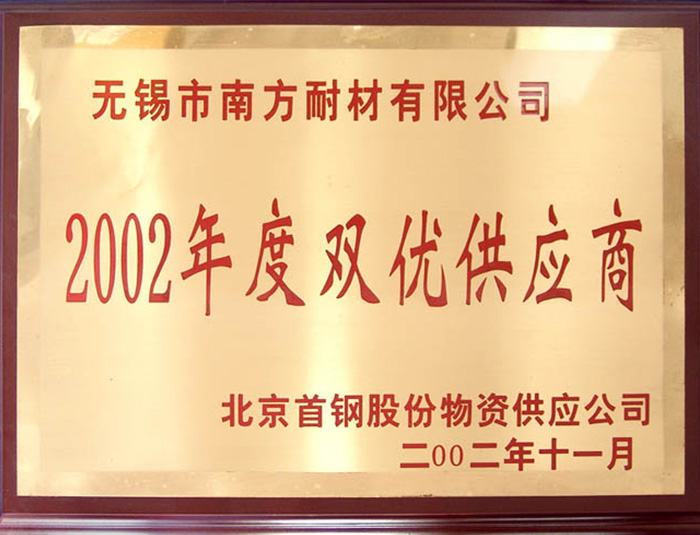 无锡市南方耐材有限公司
2002年度双优供应商
北京首钢股份物资供应公司
二00二年十一月